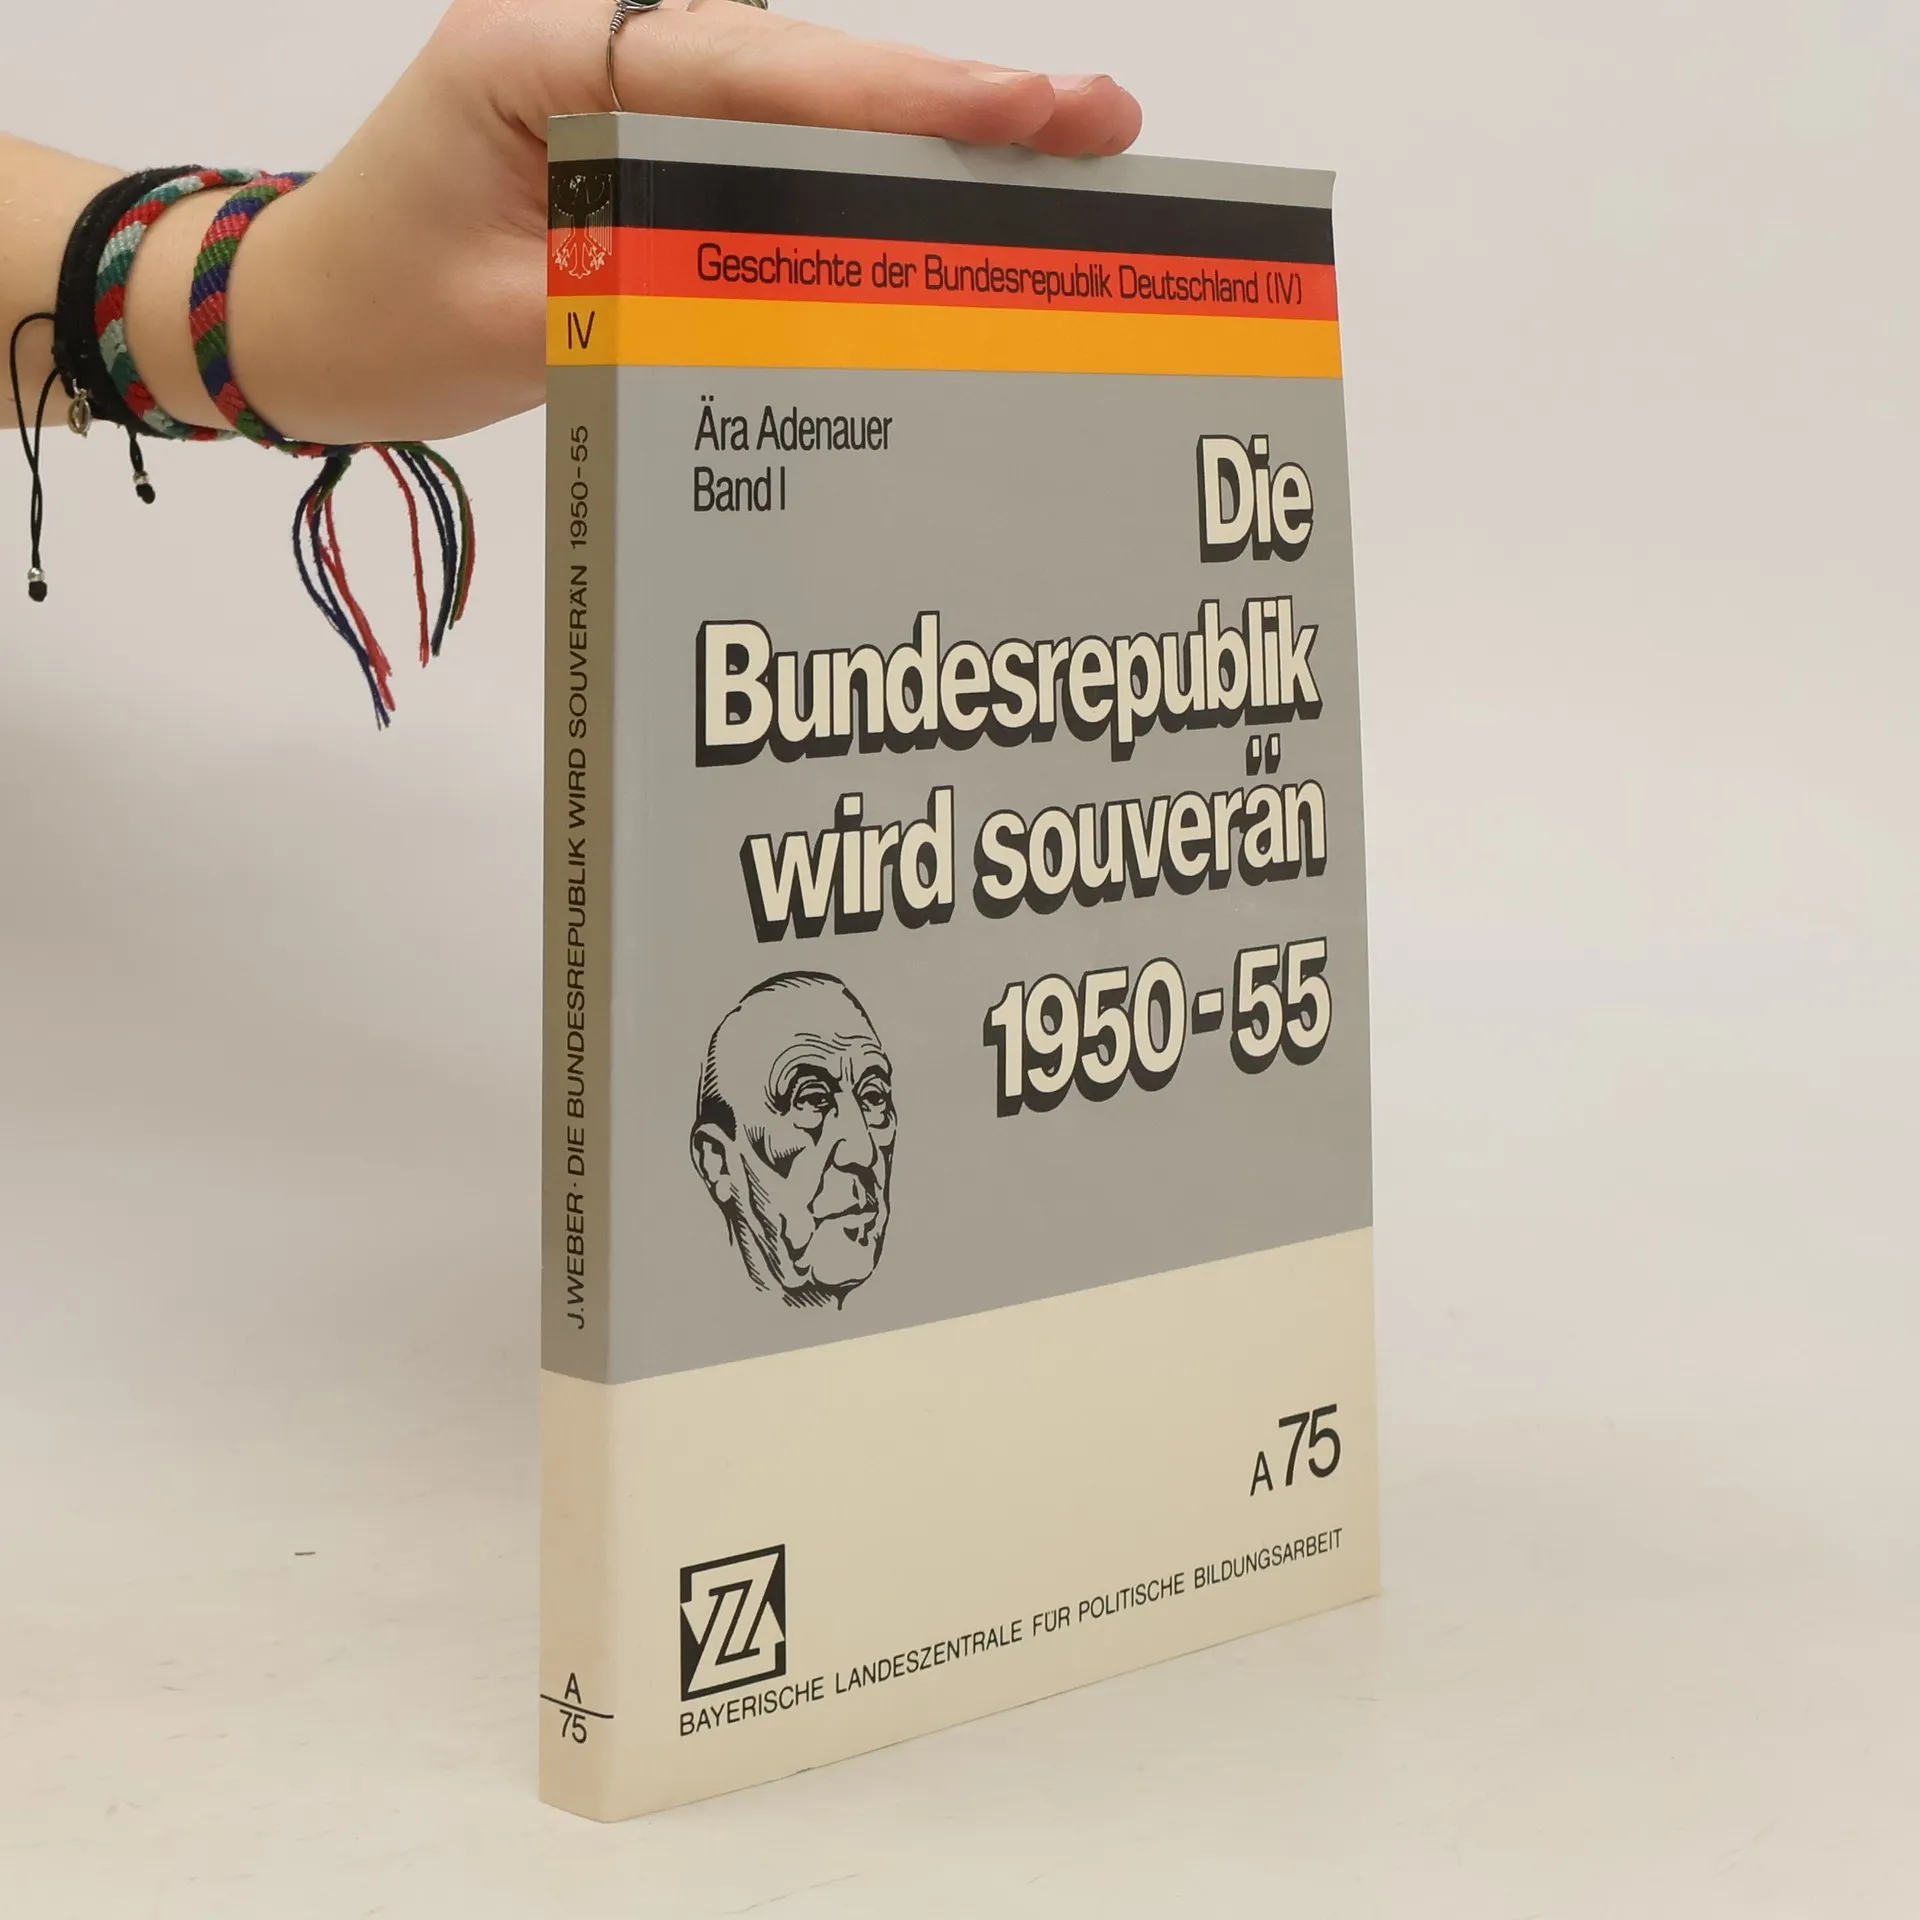 Geschichte der Bundesrepublik Deutschland (IV)
IV
Ära Adenauer
Band I
Die
Bundesrepublik
wird souverän
1950-55
J. WEBER · DIE BUNDESREPUBLIK WIRD SOUVERÄN 1950-55
A 75
BAYERISCHE LANDESZENTRALE FÜR POLITISCHE BILDUNGSARBEIT
A
75